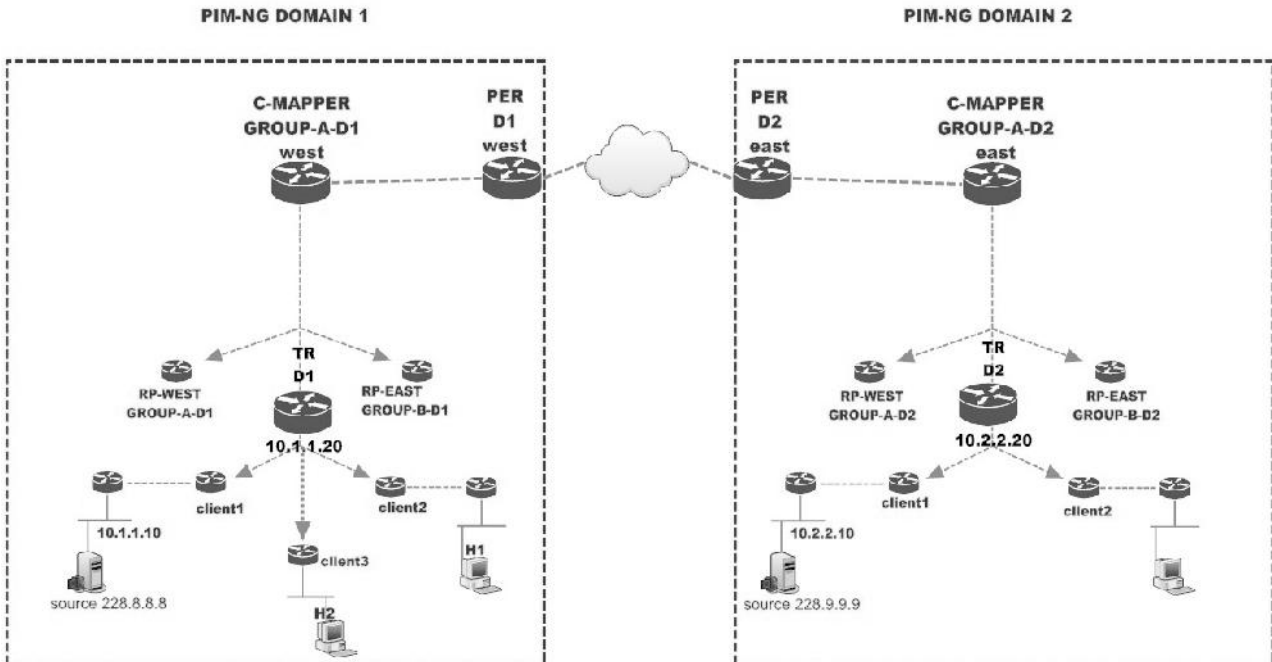 PIM-NG DOMAIN 1
PIM-NG DOMAIN 2
C-MAPPER
GROUP-A-D1
west
PER
D1
west
PER
D2
east
C-MAPPER
GROUP-A-D2
east
TR
D1
RP-WEST
GROUP-A-D1
RP-EAST
GROUP-B-D1
10.1.1.20
client1
client2
10.1.1.10
client3
H1
source 228.8.8.8
H2
TR
D2
RP-WEST
GROUP-A-D2
RP-EAST
GROUP-B-D2
10.2.2.20
client1
client2
10.2.2.10
source 228.9.9.9